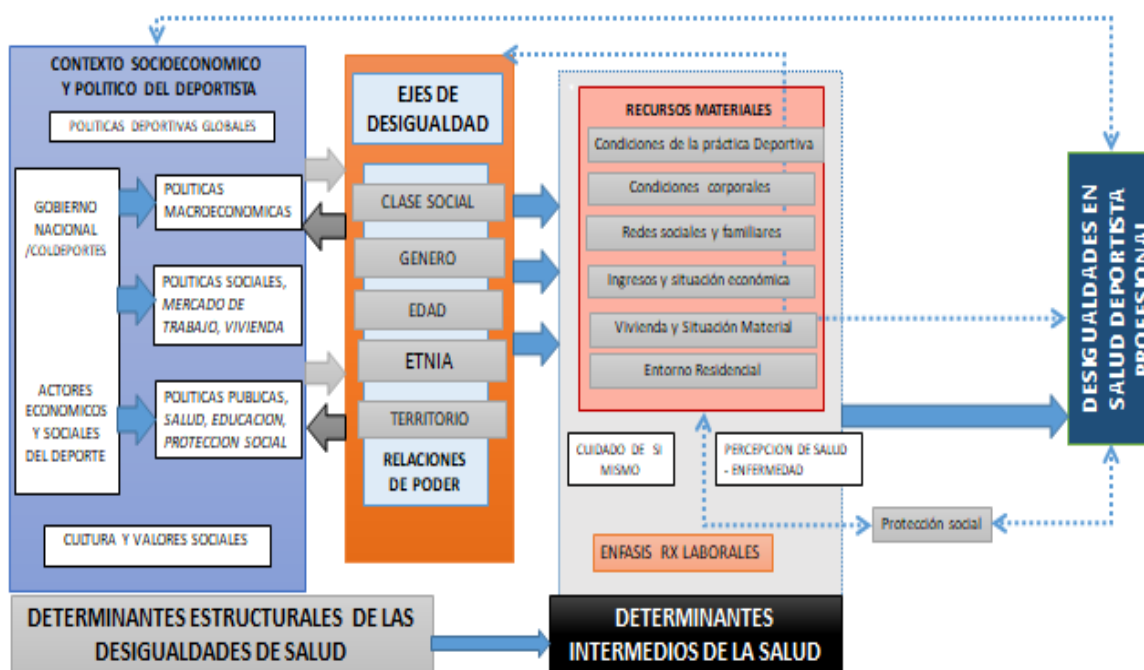 CONTEXTO SOCIOECONOMICO
Y POLITICO DEL DEPORTISTA
POLITICAS DEPORTIVAS GLOBALES
GOBIERNO
NACIONAL
/COLDEPORTES
ACTORES
ECONOMICOS
Y SOCIALES
DEL DEPORTE
POLITICAS
MACROECONOMICAS
POLITICAS SOCIALES,
MERCADO DE
TRABAJO, VIVIENDA
POLITICAS PUBLICAS,
SALUD, EDUCACION,
PROTECCION SOCIAL
CULTURA Y VALORES SOCIALES
EJES DE
DESIGUALDAD
CLASE SOCIAL
GENERO
EDAD
ETNIA
TERRITORIO
RELACIONES
DE PODER
RECURSOS MATERIALES
Condiciones de la práctica Deportiva
Condiciones corporales
Redes sociales y familiares
Ingresos y situación económica
Vivienda y Situación Material
Entorno Residencial
CUIDADO DE SI
MISMO
PERCEPCION DE SALUD
- ENFERMEDAD
ENFASIS RX LABORALES
Protección social
DESIGUALDADES EN
SALUD DEPORTISTA
PROFESIONAL
DETERMINANTES ESTRUCTURALES DE LAS
DESIGUALDADES DE SALUD
DETERMINANTES
INTERMEDIOS DE LA SALUD